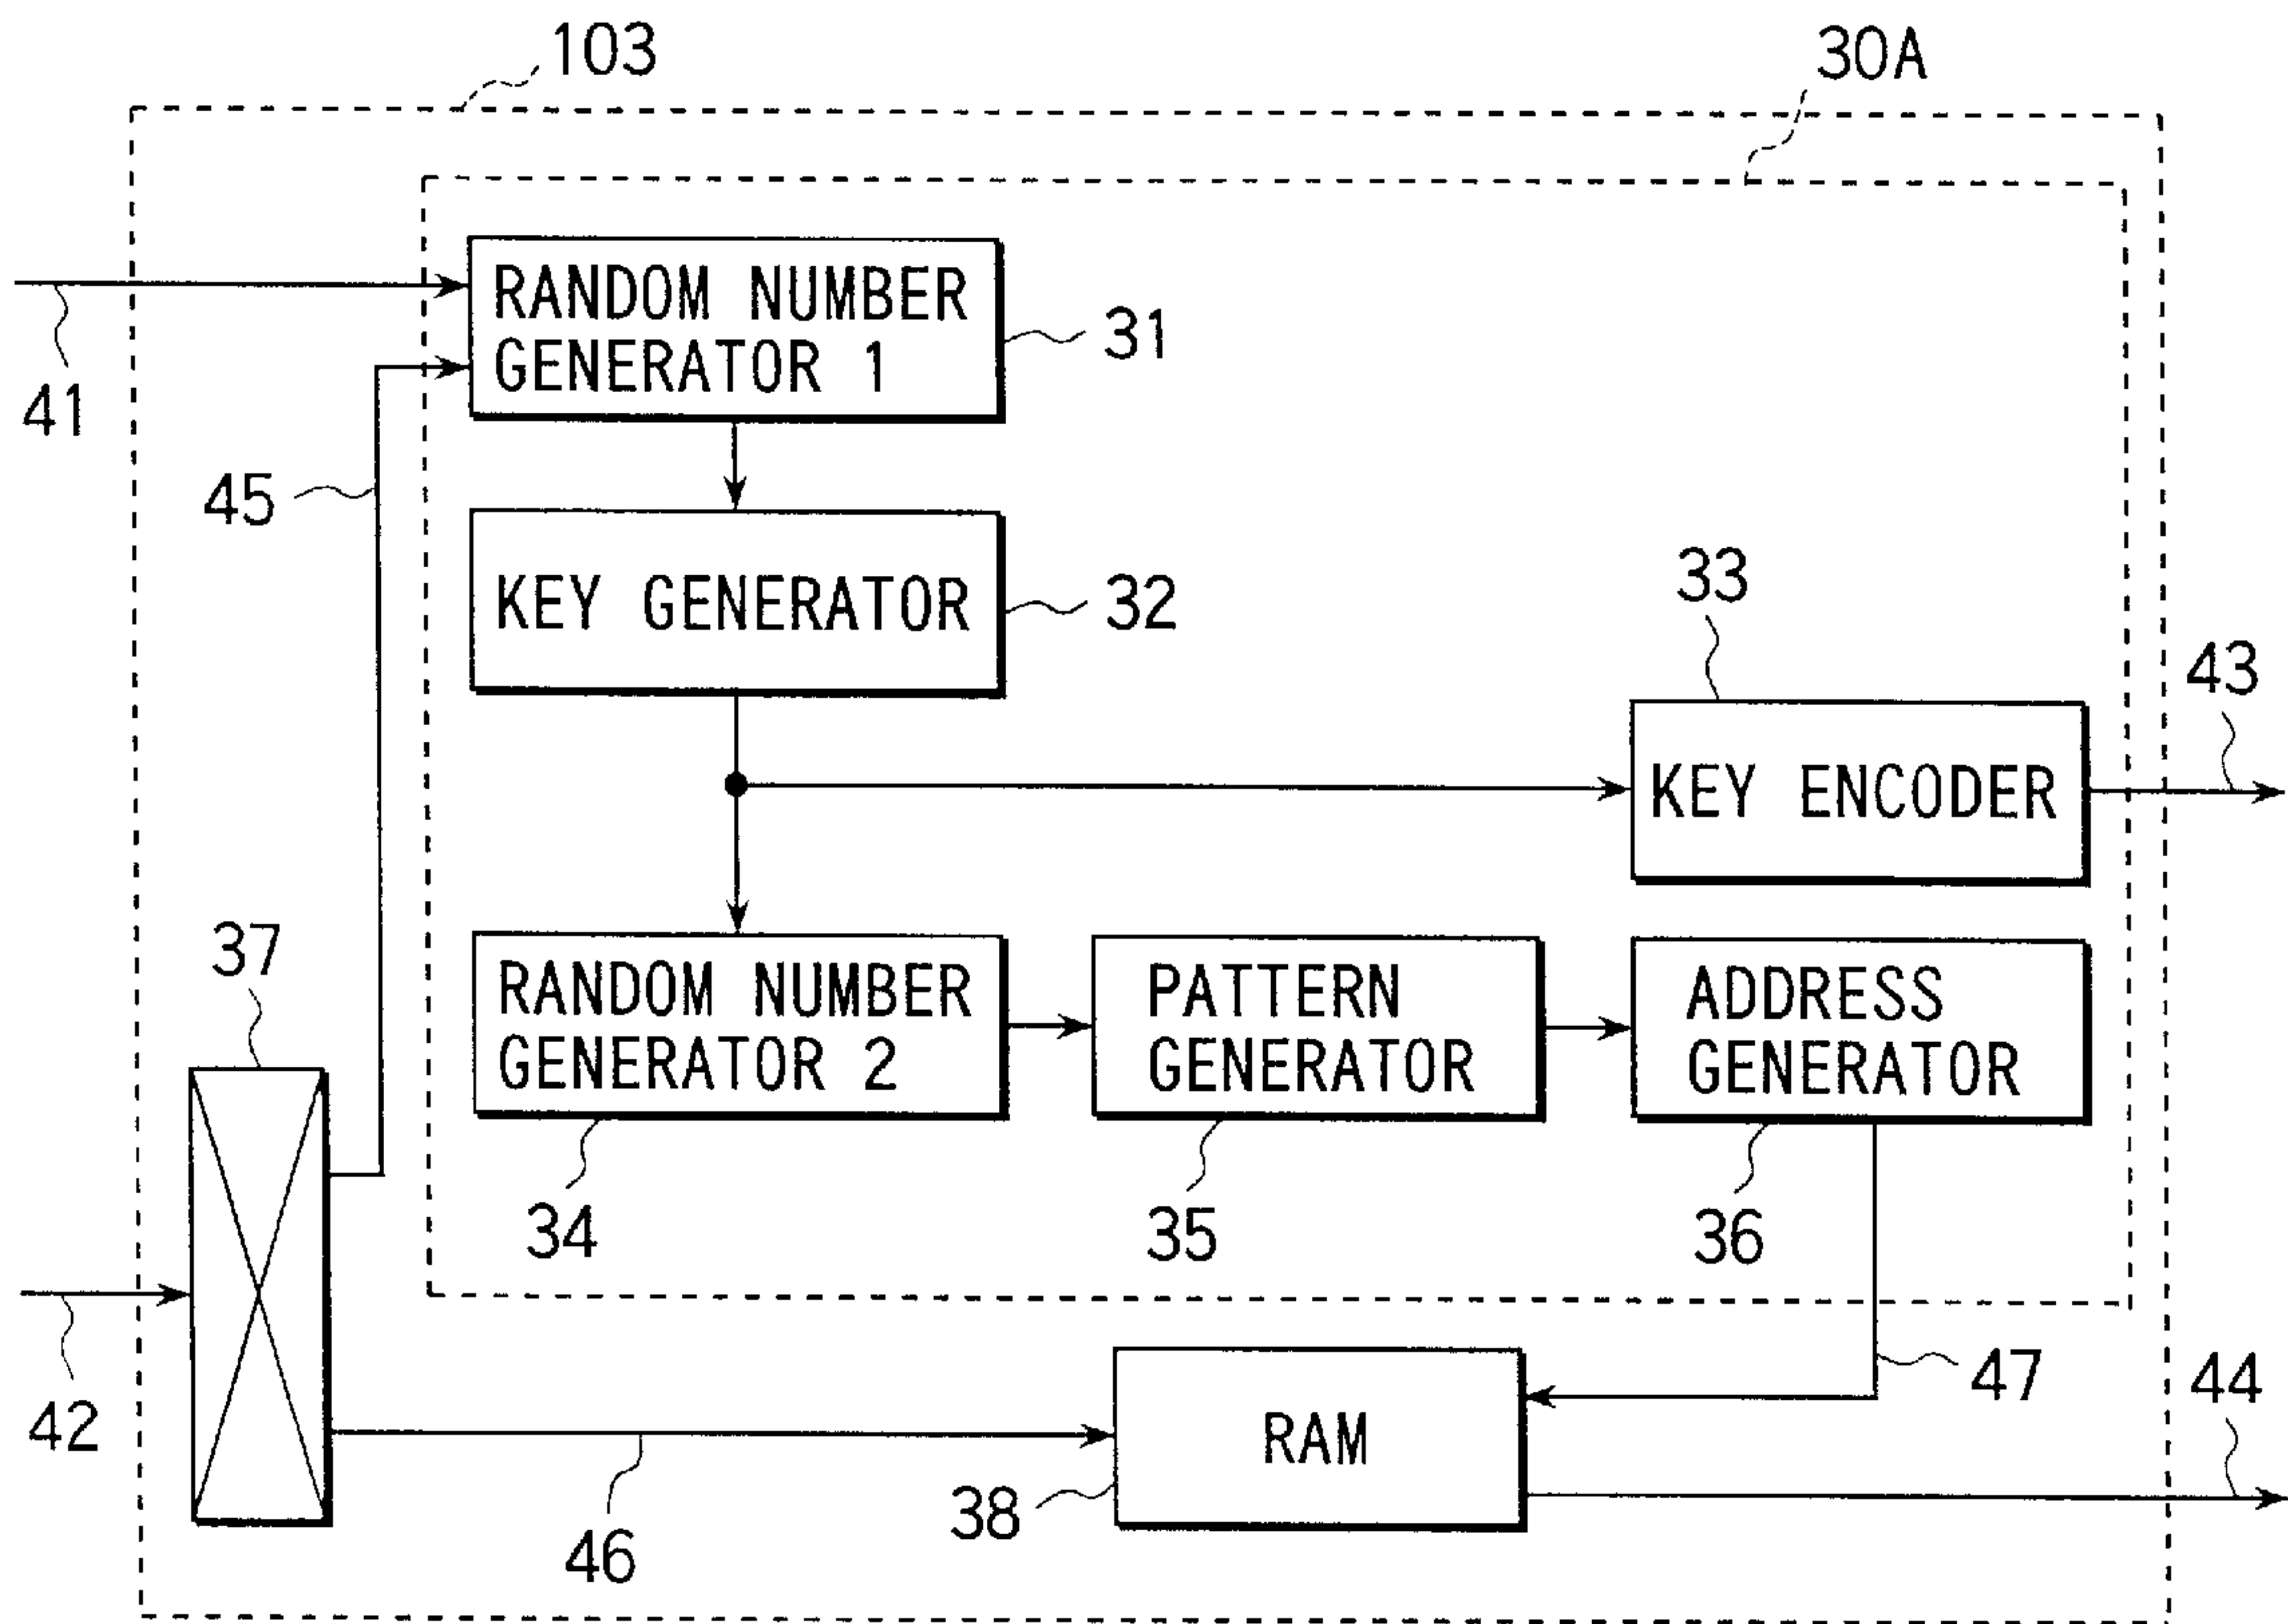 103
30A
RANDOM NUMBER
GENERATOR 1
31
41
45
KEY GENERATOR
32
33
43
KEY ENCODER
37
RANDOM NUMBER
GENERATOR 2
PATTERN
GENERATOR
ADDRESS
GENERATOR
34
35
36
42
47
44
RAM
38
46